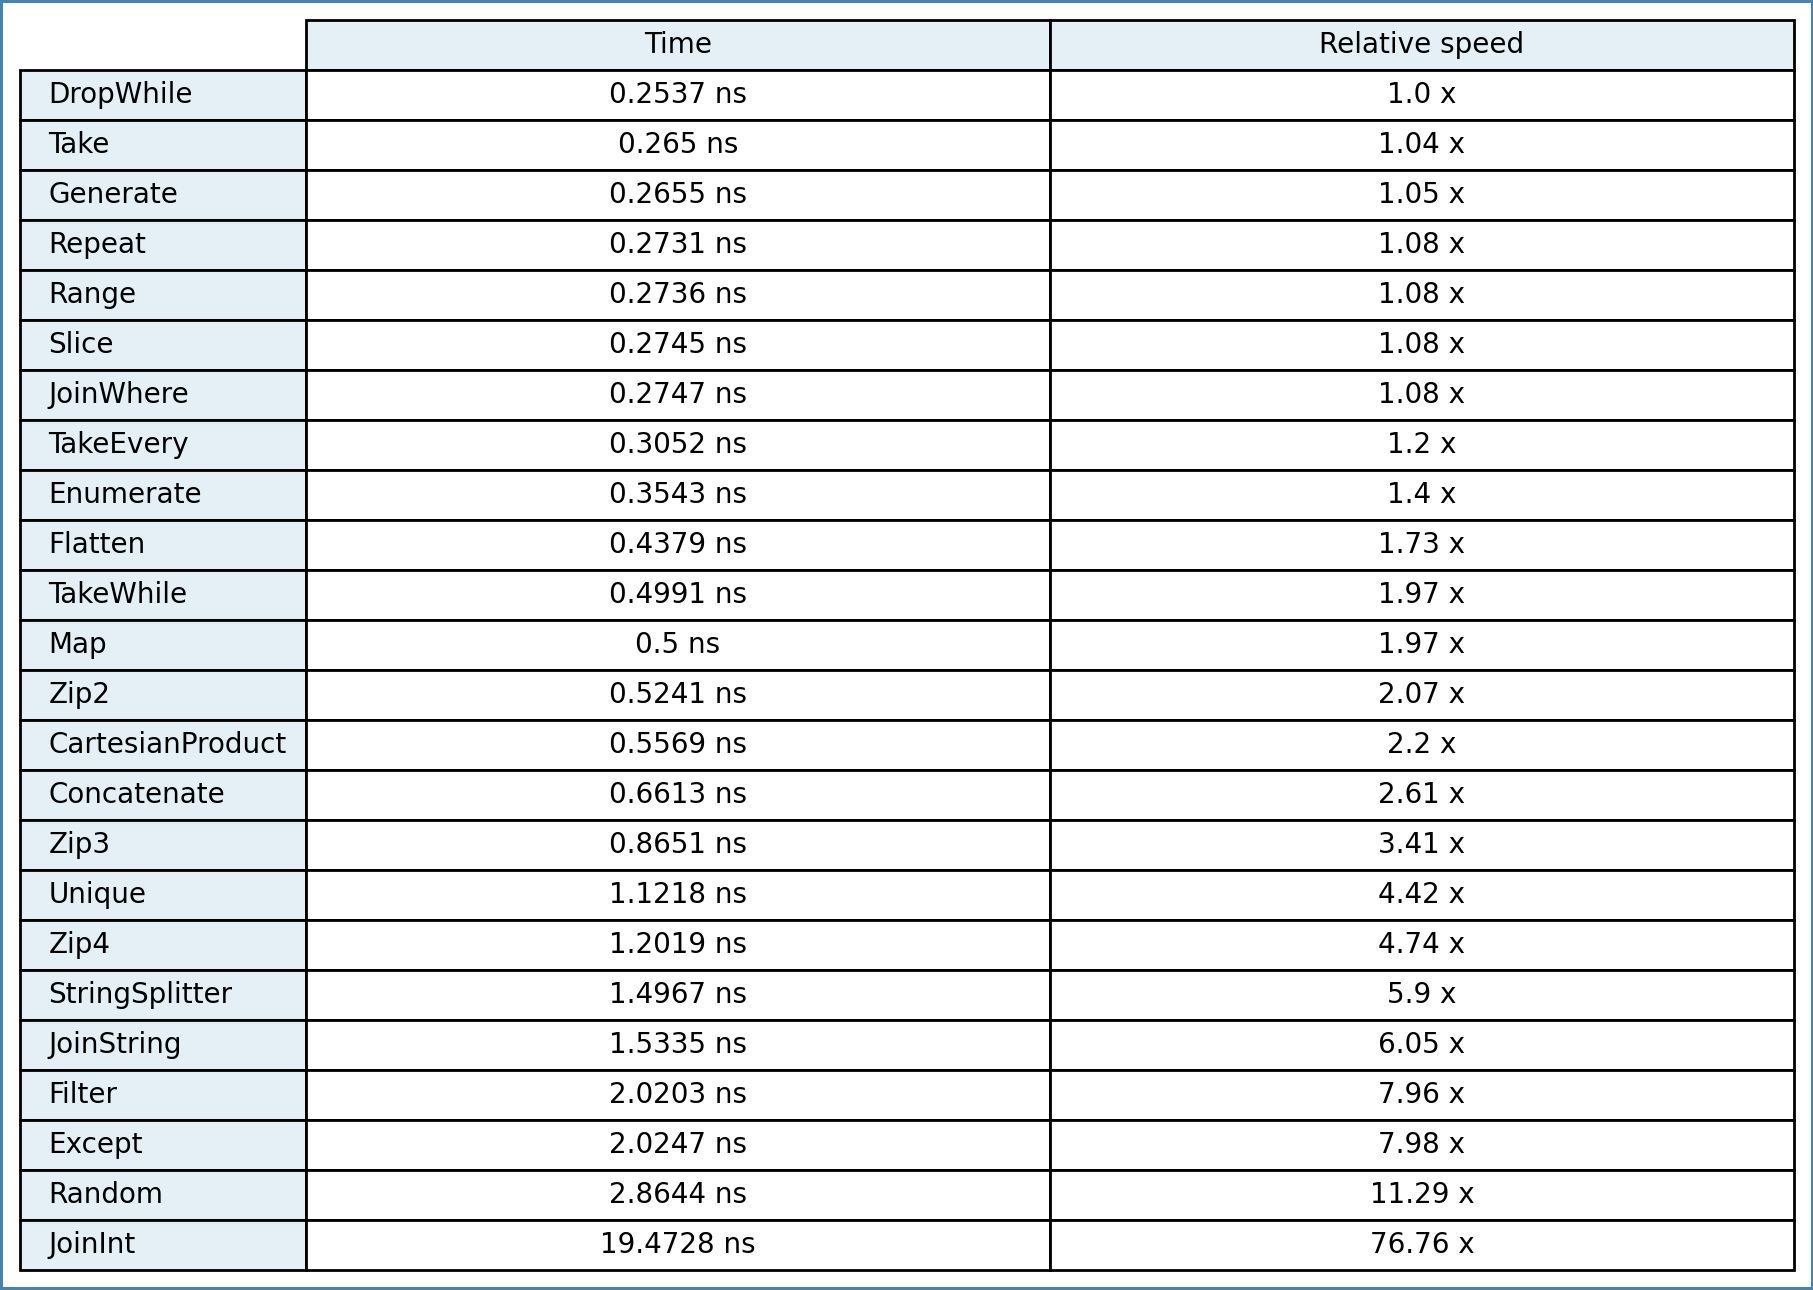 Time Relative speed
DropWhile 0.2537 ns 1.0 x
Take 0.265 ns 1.04 x
Generate 0.2655 ns 1.05 x
Repeat 0.2731 ns 1.08 x
Range 0.2736 ns 1.08 x
Slice 0.2745 ns 1.08 x
JoinWhere 0.2747 ns 1.08 x
TakeEvery 0.3052 ns 1.2 x
Enumerate 0.3543 ns 1.4 x
Flatten 0.4379 ns 1.73 x
TakeWhile 0.4991 ns 1.97 x
Map 0.5 ns 1.97 x
Zip2 0.5241 ns 2.07 x
CartesianProduct 0.5569 ns 2.2 x
Concatenate 0.6613 ns 2.61 x
Zip3 0.8651 ns 3.41 x
Unique 1.1218 ns 4.42 x
Zip4 1.2019 ns 4.74 x
StringSplitter 1.4967 ns 5.9 x
JoinString 1.5335 ns 6.05 x
Filter 2.0203 ns 7.96 x
Except 2.0247 ns 7.98 x
Random 2.8644 ns 11.29 x
JoinInt 19.4728 ns 76.76 x